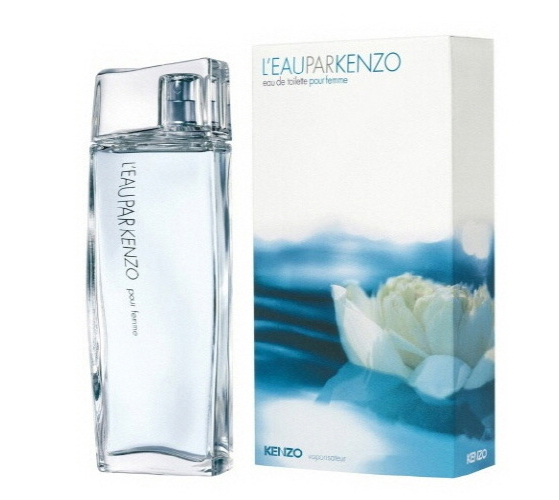 L'EAUPARKENZO
pour femme
L'EAUPARKENZO
eau de toilette pour femme
KENZO vaporisateur
KENZO